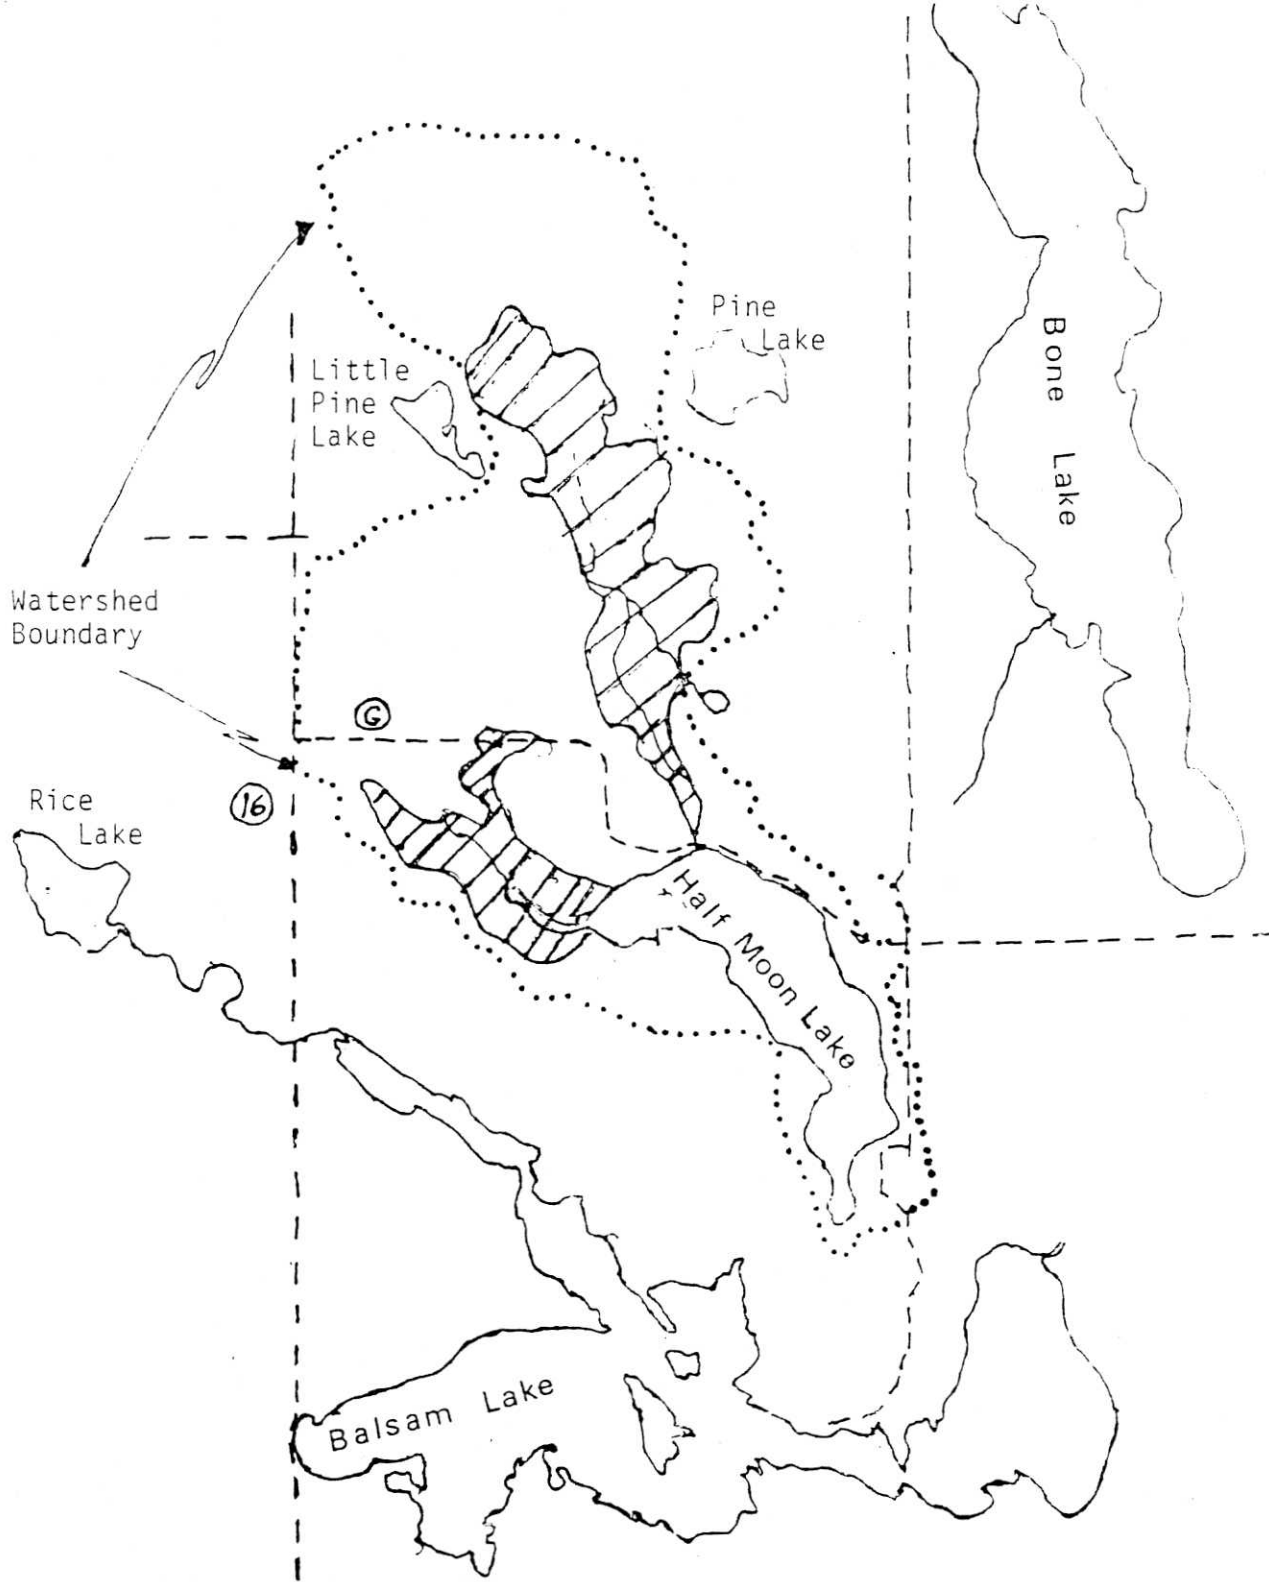 Pine
Lake
Little
Pine
Lake
Bone Lake
Watershed
Boundary
G
16
Rice
Lake
Half Moon Lake
Balsam Lake